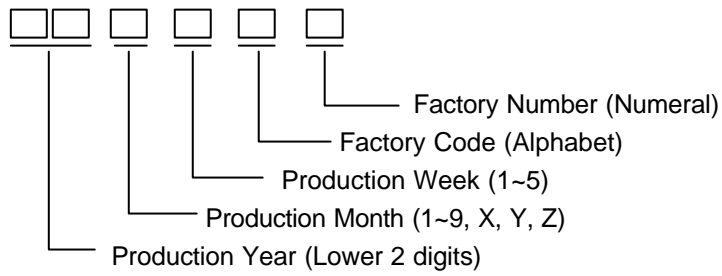 Factory Number (Numeral)
Factory Code (Alphabet)
Production Week (1~5)
Production Month (1~9, X, Y, Z)
Production Year (Lower 2 digits)